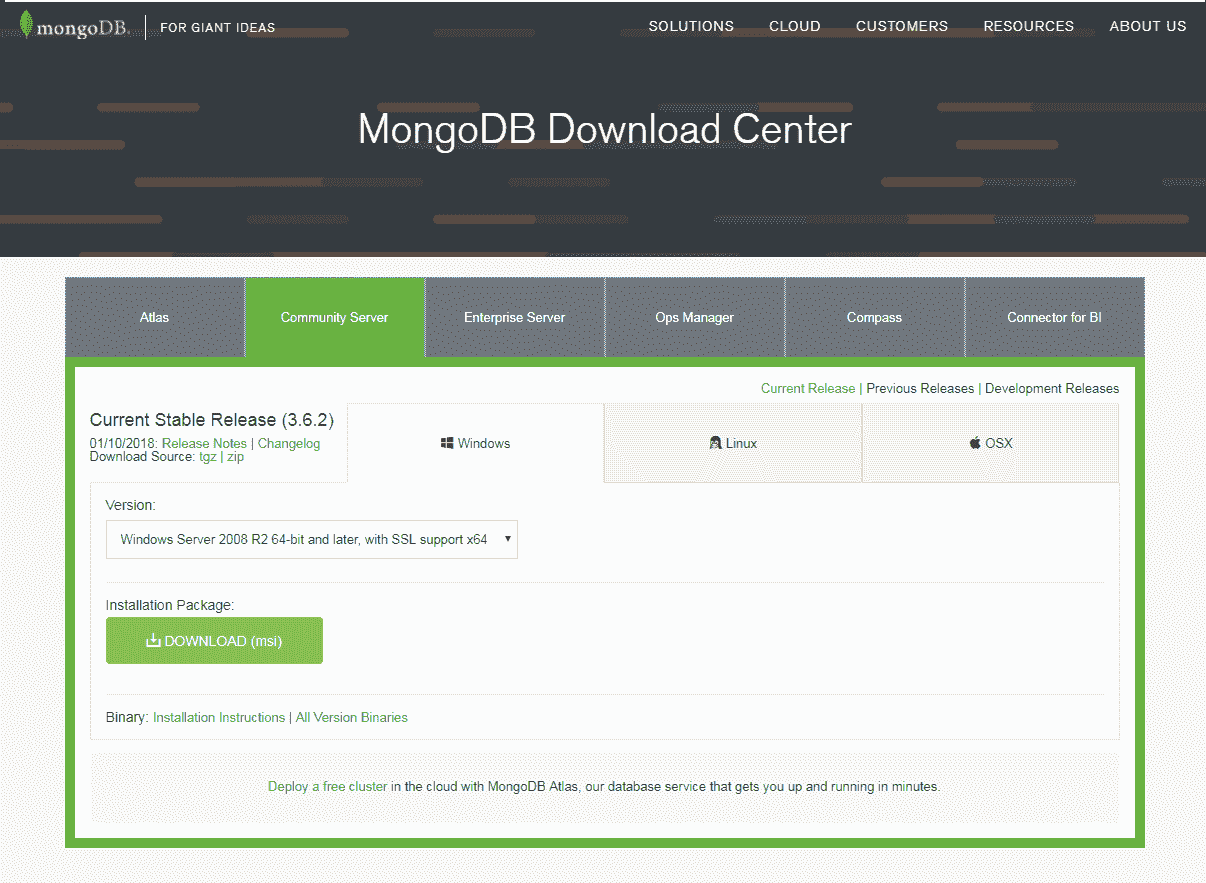 mongoDB. FOR GIANT IDEAS SOLUTIONS CLOUD CUSTOMERS RESOURCES ABOUT US
MongoDB Download Center
Atlas Community Server Enterprise Server Ops Manager Compass Connector for BI
Current Release | Previous Releases | Development Releases
Current Stable Release (3.6.2)
01/10/2018: Release Notes | Changelog
Download Source: tgz | zip
Windows Linux OSX
Version:
Windows Server 2008 R2 64-bit and later, with SSL support x64
Installation Package:
DOWNLOAD (msi)
Binary: Installation Instructions | All Version Binaries
Deploy a free cluster in the cloud with MongoDB Atlas, our database service that gets you up and running in minutes.